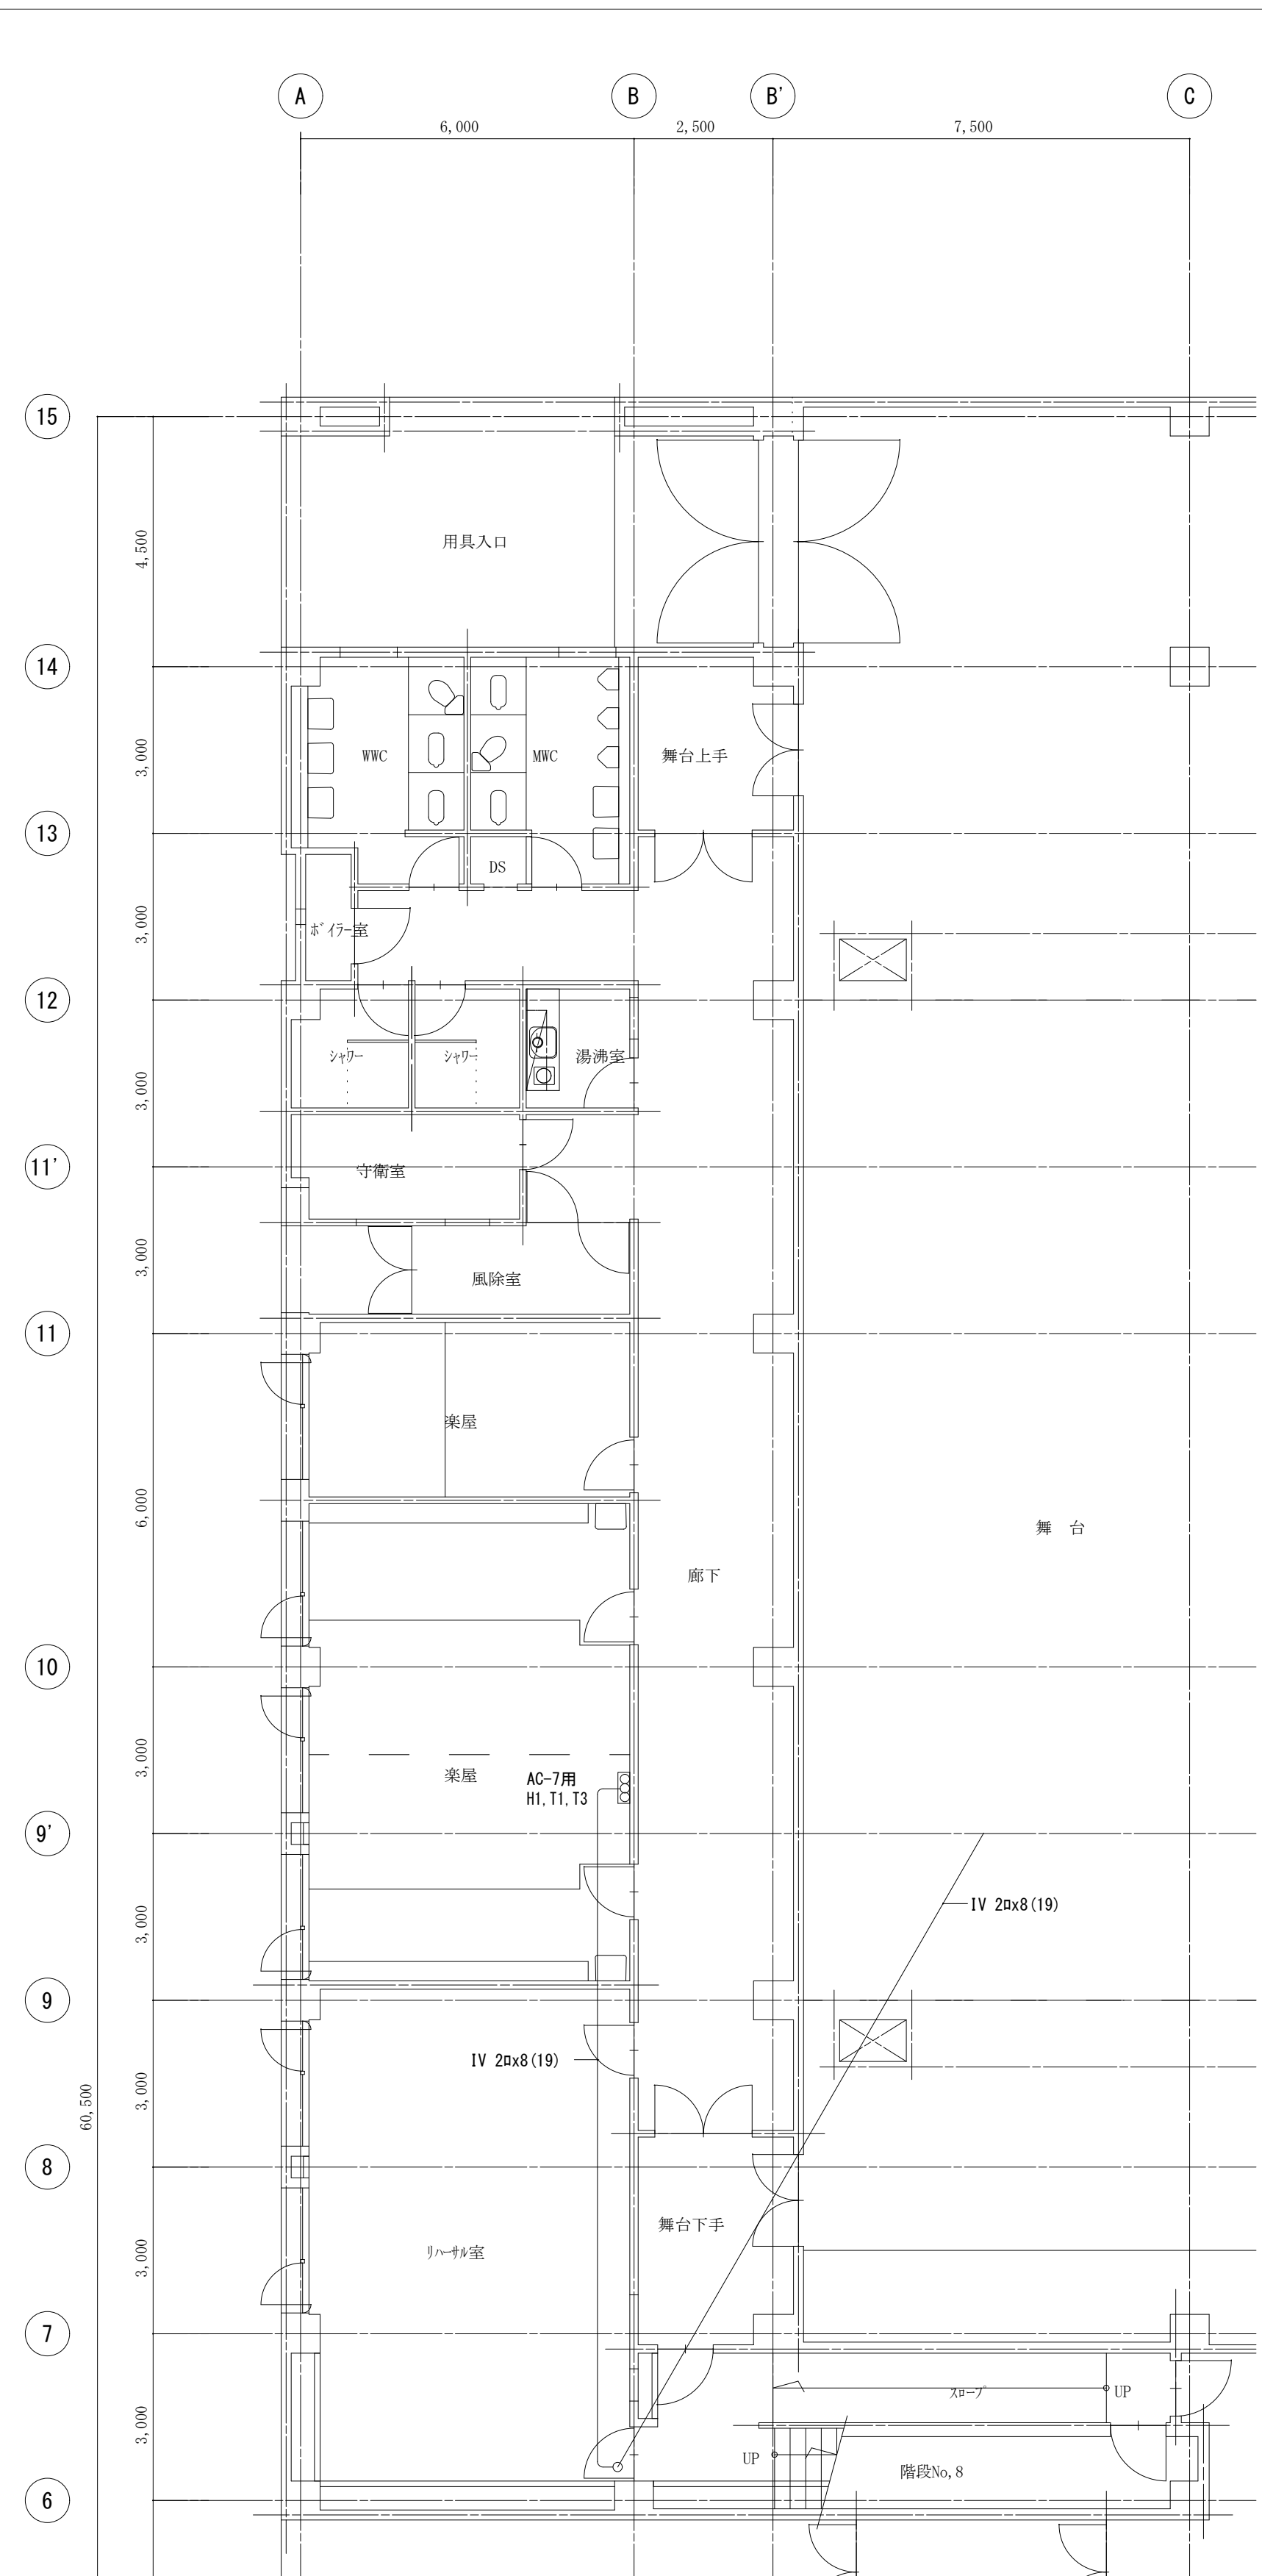 A
B
B'
C
6,000
2,500
7,500
15
4,500
用具入口
14
3,000
WWC
MWC
舞台上手
13
DS
3,000
ﾎﾞｲﾗｰ室
12
3,000
ｼｬﾜｰ
ｼｬﾜｰ
湯沸室
11'
守衛室
3,000
風除室
11
楽屋
6,000
舞 台
廊下
10
3,000
楽屋
AC-7用
H1,T1,T3
9'
3,000
IV 2ロx8(19)
9
IV 2ロx8(19)
3,000
60,500
8
舞台下手
3,000
ﾘﾊｰｻﾙ室
7
3,000
ｽﾛｰﾌﾟ
UP
UP
階段No,8
6